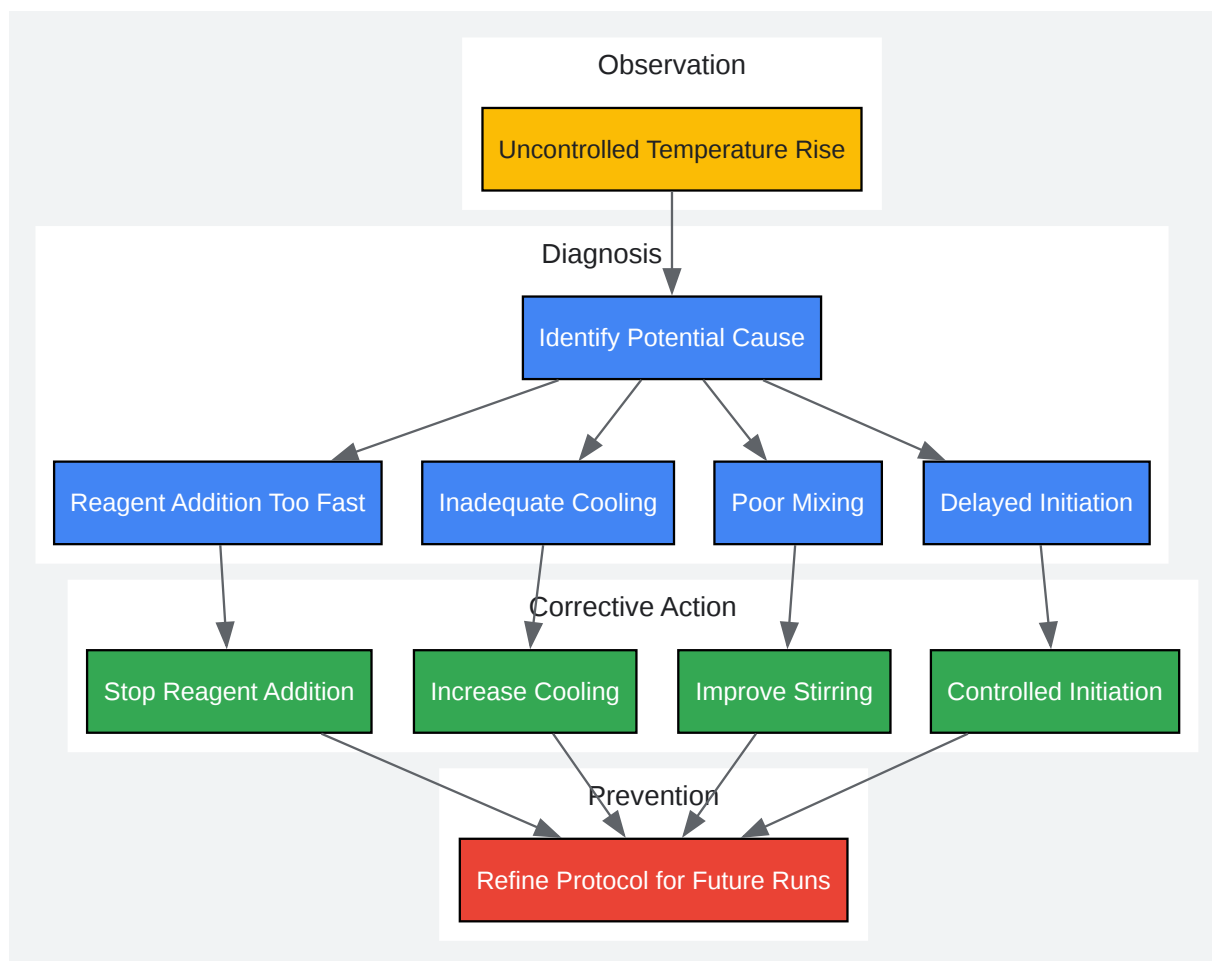 Observation
Uncontrolled Temperature Rise
Diagnosis
Identify Potential Cause
Reagent Addition Too Fast
Inadequate Cooling
Poor Mixing
Delayed Initiation
Corrective Action
Stop Reagent Addition
Increase Cooling
Improve Stirring
Controlled Initiation
Prevention
Refine Protocol for Future Runs